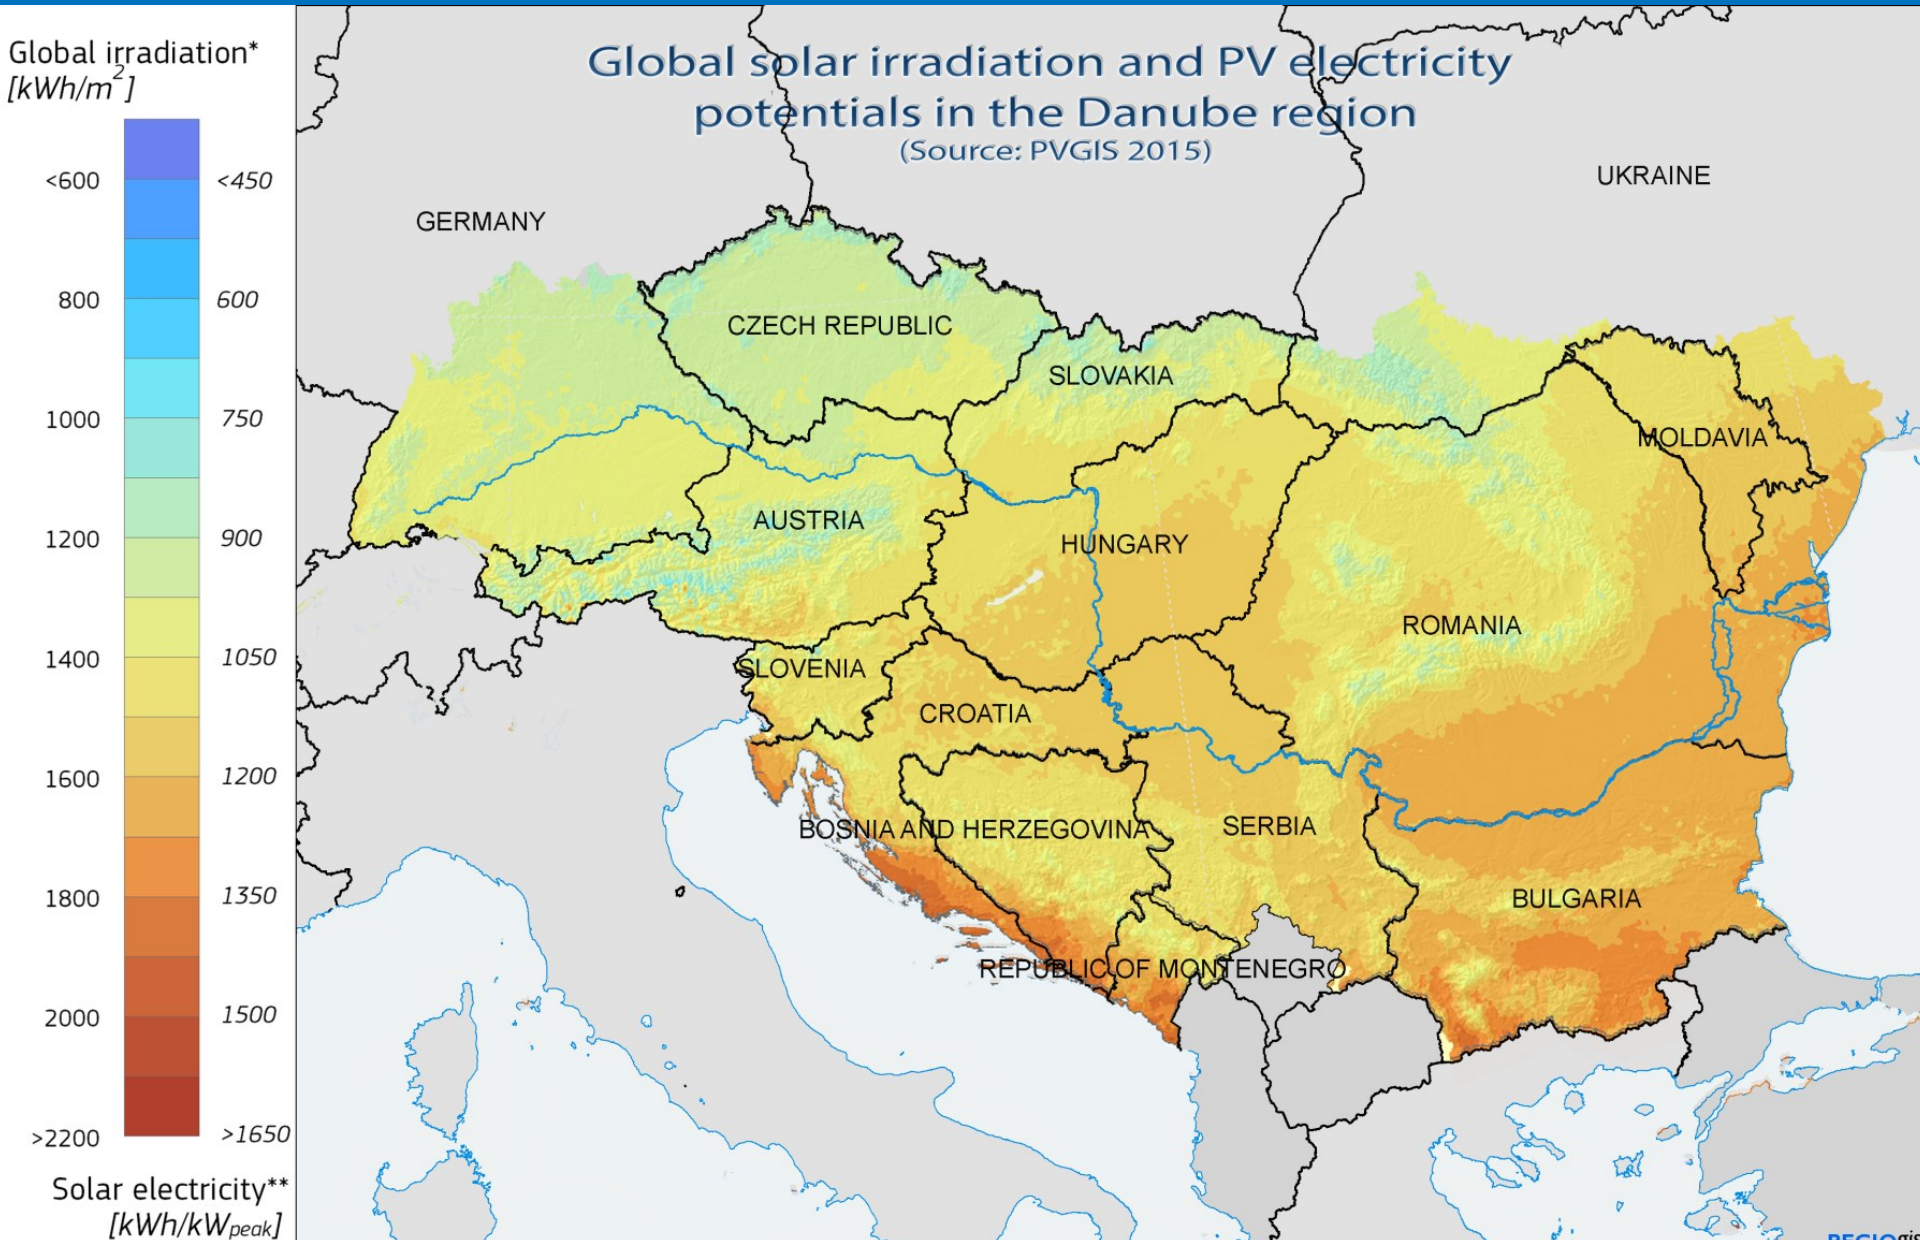 Global irradiation*
[kWh/m²]
<600
<450
800
600
1000
750
1200
900
1400
1050
1600
1200
1800
1350
2000
1500
>2200
>1650
Solar electricity**
[kWh/kWpeak]
Global solar irradiation and PV electricity
potentials in the Danube region
(Source: PVGIS 2015)
UKRAINE
GERMANY
CZECH REPUBLIC
SLOVAKIA
MOLDAVIA
AUSTRIA
HUNGARY
ROMANIA
SLOVENIA
CROATIA
BOSNIA AND HERZEGOVINA
SERBIA
BULGARIA
REPUBLIC OF MONTENEGRO